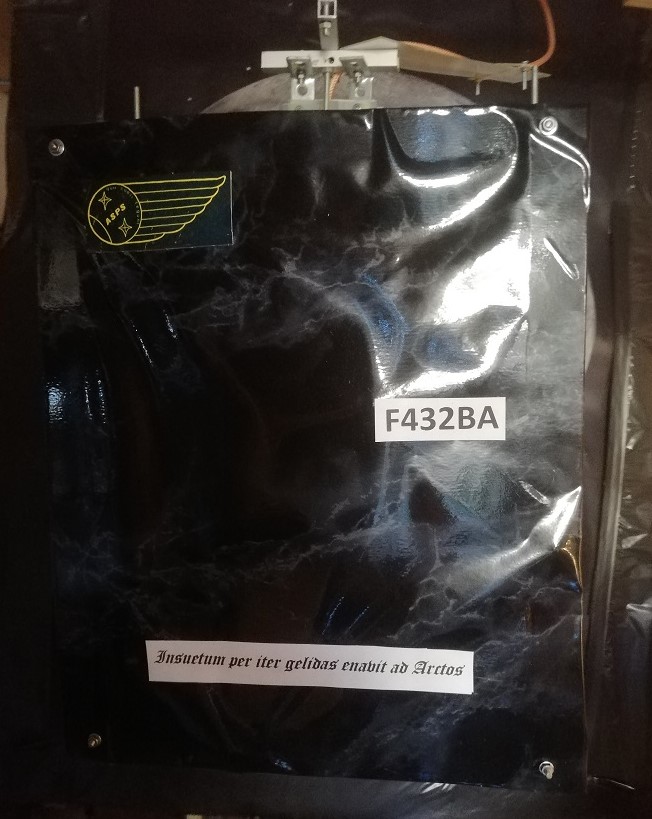 ASPS
F432BA
Insuetum per iter gelidas enavit ad Arctos